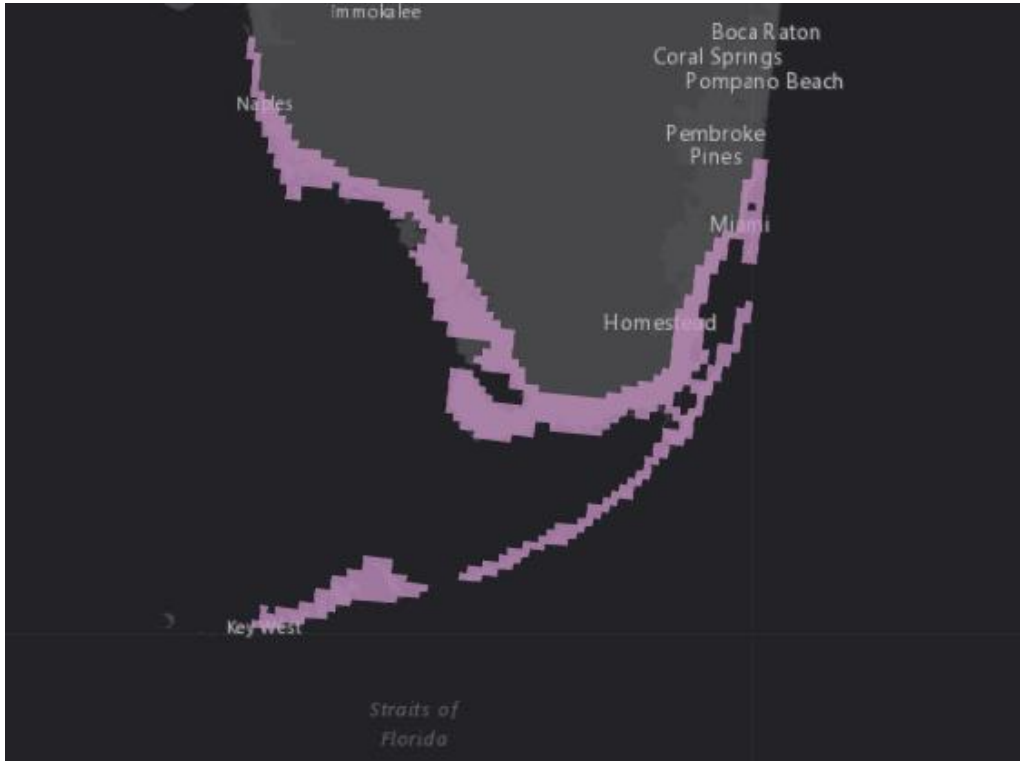 Immokalee
Boca Raton
Coral Springs
Pompano Beach
Naples
Pembroke
Pines
Miami
Homestead
Key West
Straits of
Florida